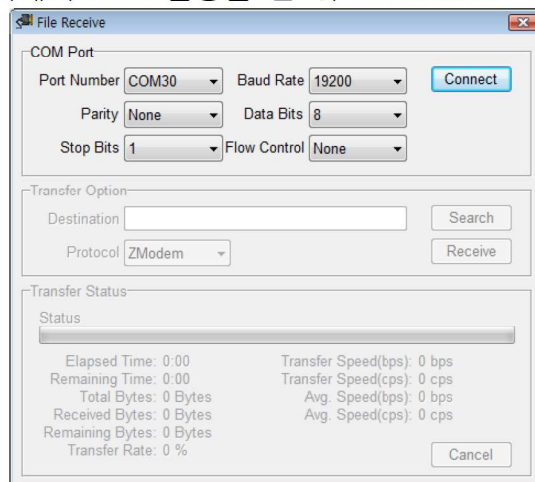 File Receive
COM Port
Port Number COM30 Baud Rate 19200 Connect
Parity None Data Bits 8
Stop Bits 1 Flow Control None
Transfer Option
Destination Search
Protocol ZModem Receive
Transfer Status
Status
Elapsed Time: 0:00 Transfer Speed(bps): 0 bps
Remaining Time: 0:00 Transfer Speed(cps): 0 cps
Total Bytes: 0 Bytes Avg. Speed(bps): 0 bps
Received Bytes: 0 Bytes Avg. Speed(cps): 0 cps
Remaining Bytes: 0 Bytes
Transfer Rate: 0 % Cancel